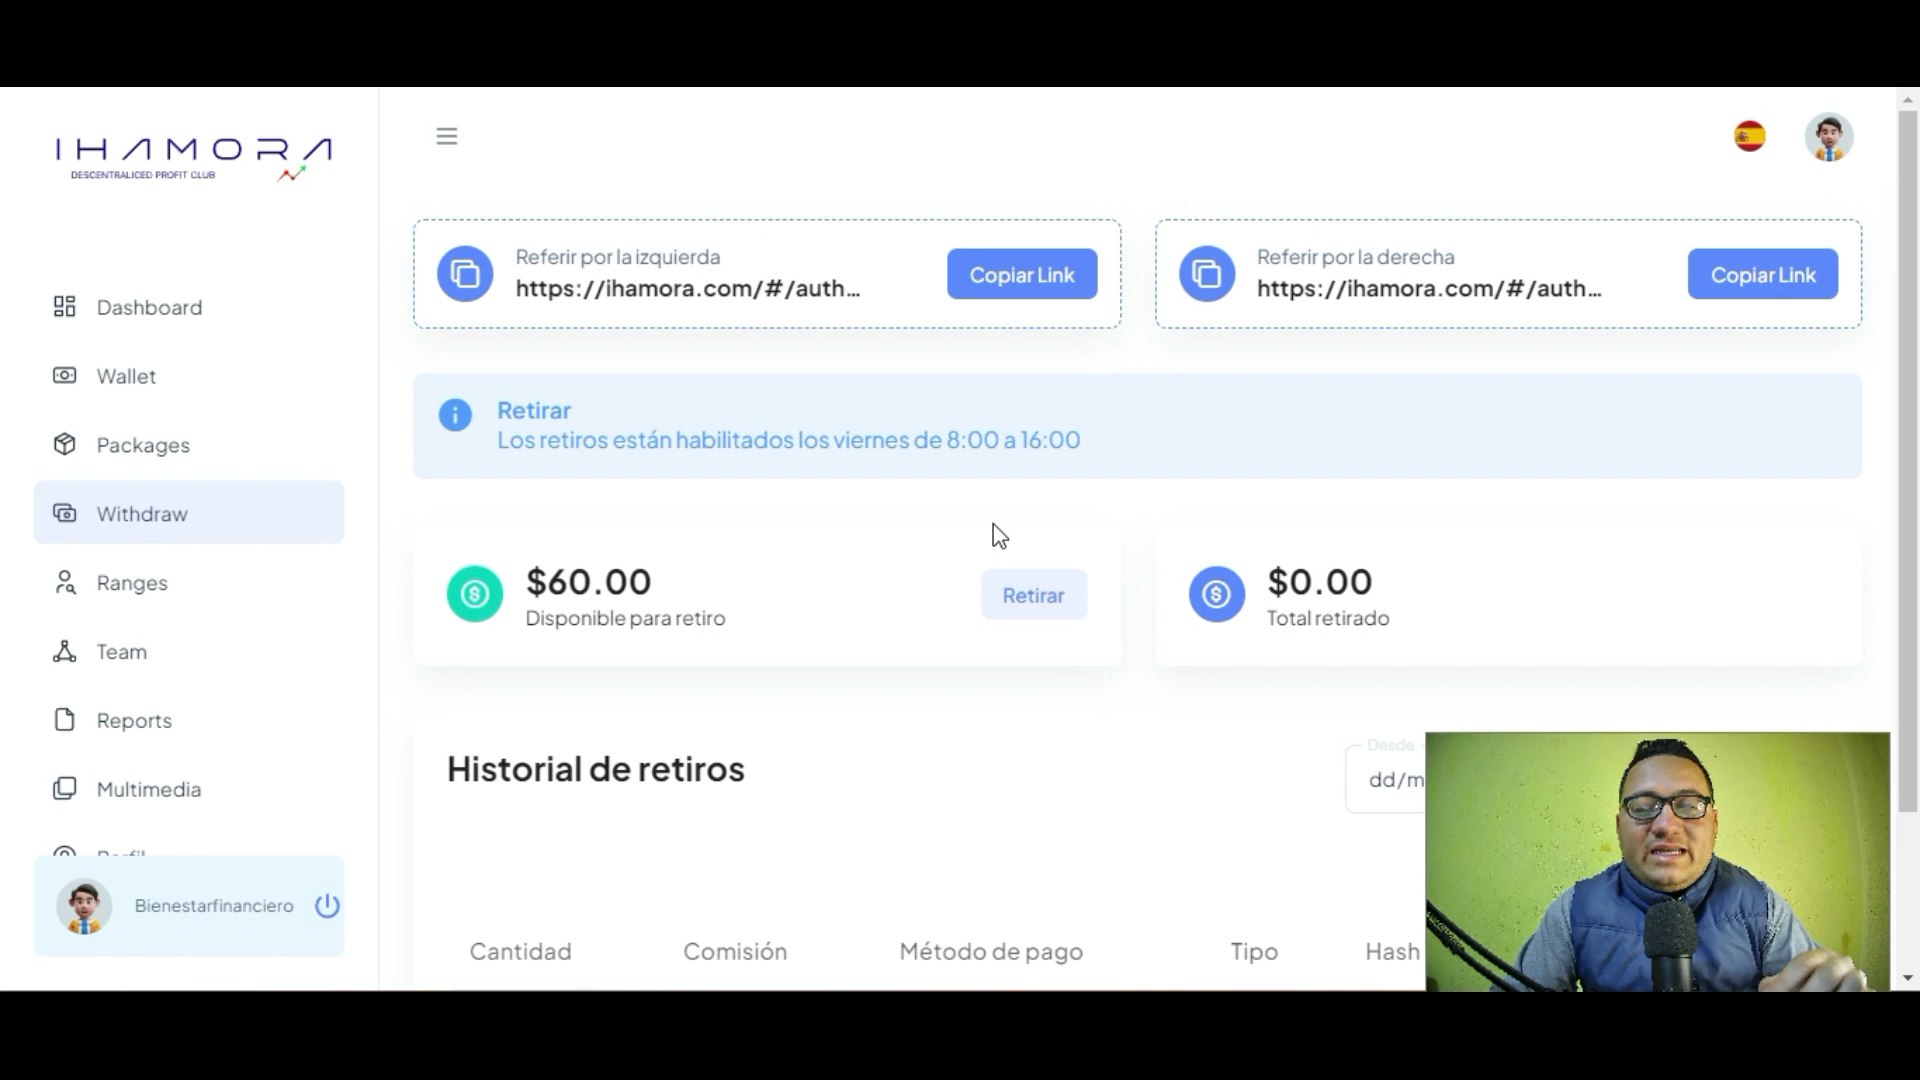 IHAMORA
DESCENTRALICED PROFIT CLUB
Dashboard
Wallet
Packages
Withdraw
Ranges
Team
Reports
Multimedia
Perfil
Bienestarfinanciero
Referir por la izquierda
https://ihamora.com/#/auth...
Copiar Link
Referir por la derecha
https://ihamora.com/#/auth...
Copiar Link
Retirar
Los retiros están habilitados los viernes de 8:00 a 16:00
$60.00
Disponible para retiro
Retirar
$0.00
Total retirado
Historial de retiros
Desde
dd/m
Cantidad Comisión Método de pago Tipo Hash